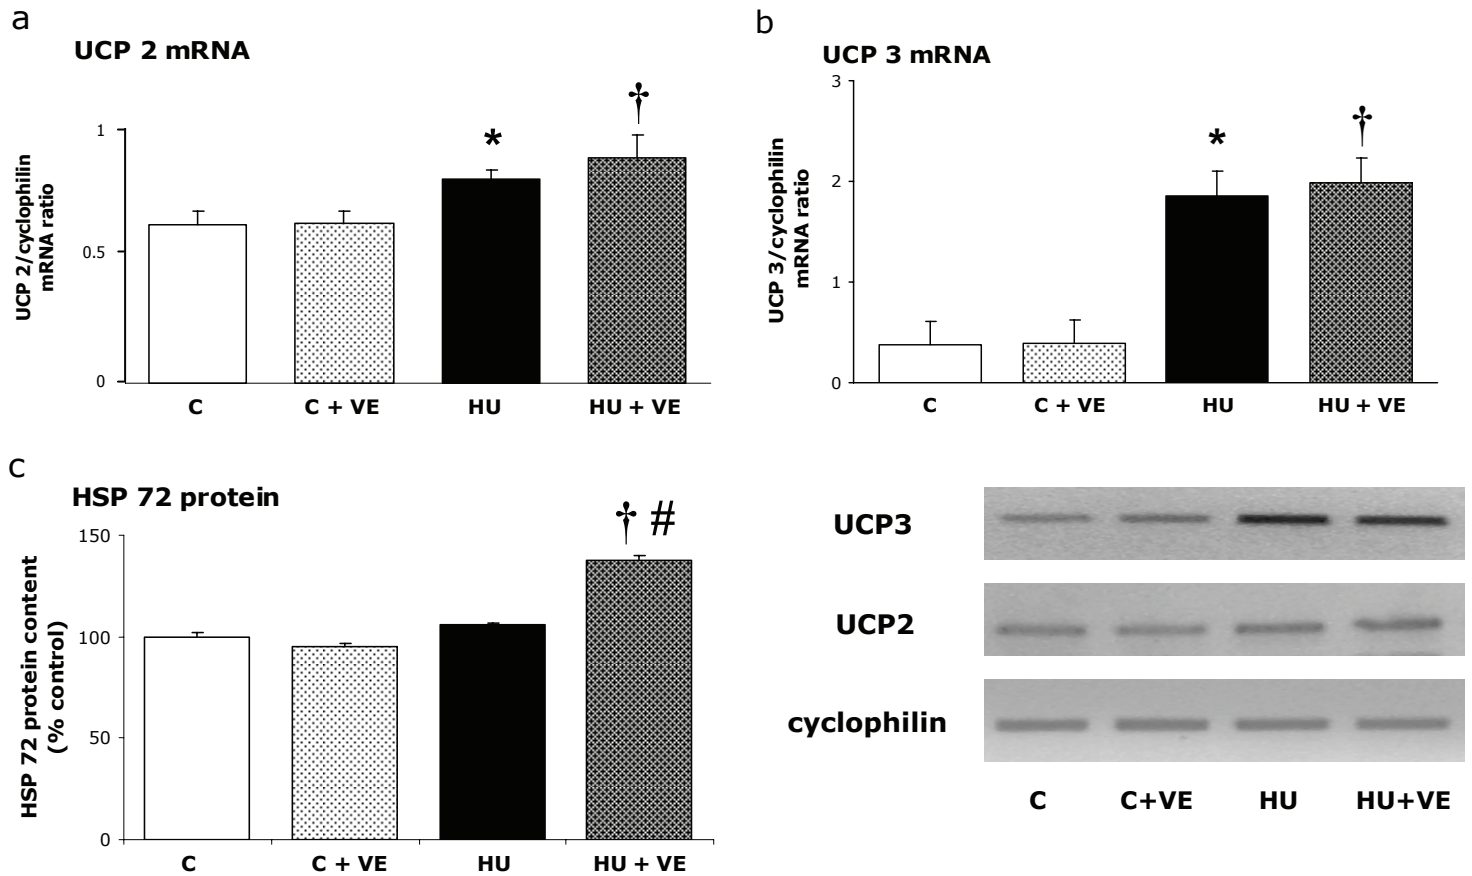 a
UCP 2 mRNA
UCP 2/cyclophilin
mRNA ratio
1
0.5
0
*
†
C
C + VE
HU
HU + VE
b
UCP 3 mRNA
UCP 3/cyclophilin
mRNA ratio
3
2
1
0
*
†
C
C + VE
HU
HU + VE
c
HSP 72 protein
HSP 72 protein content
(% control)
150
100
50
0
† #
C
C + VE
HU
HU + VE
UCP3
UCP2
cyclophilin
C
C+VE
HU
HU+VE